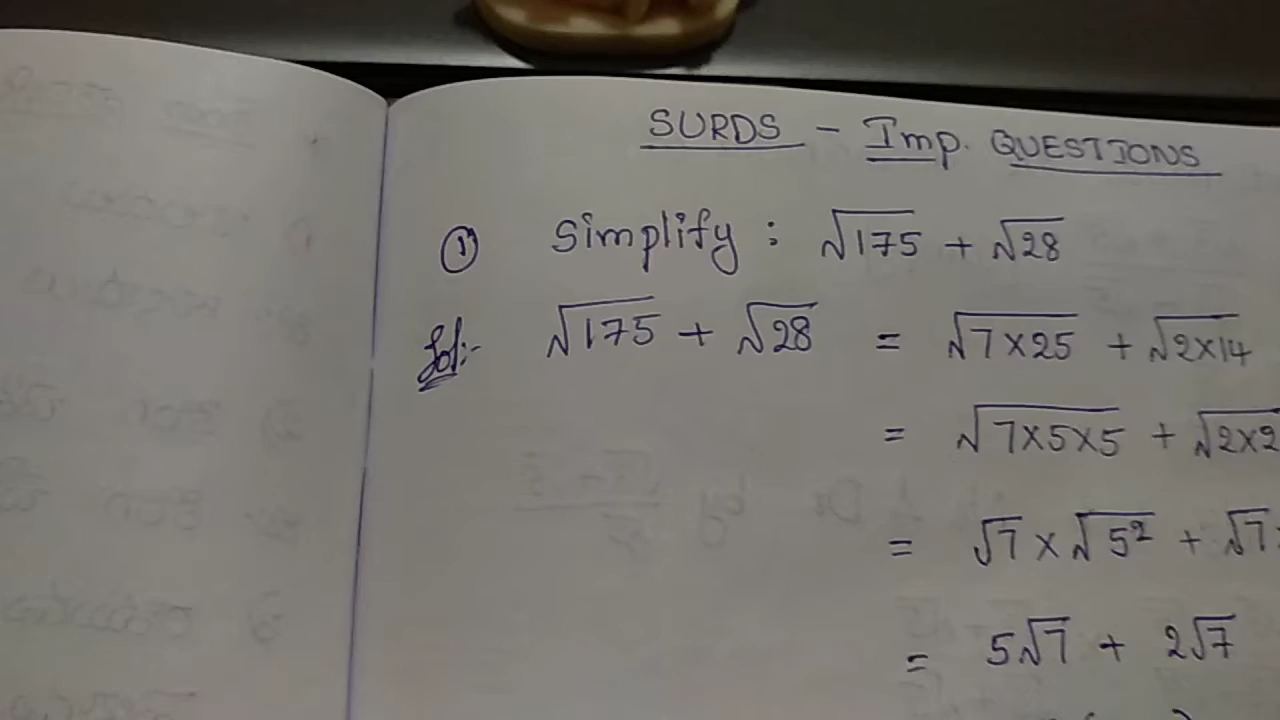 SURDS - Imp. QUESTIONS
① Simplify : √175 + √28
Sol:- √175 + √28 = √7×25 + √2×14
= √7×5×5 + √2×2
= √7 × √5² + √7
= 5√7 + 2√7